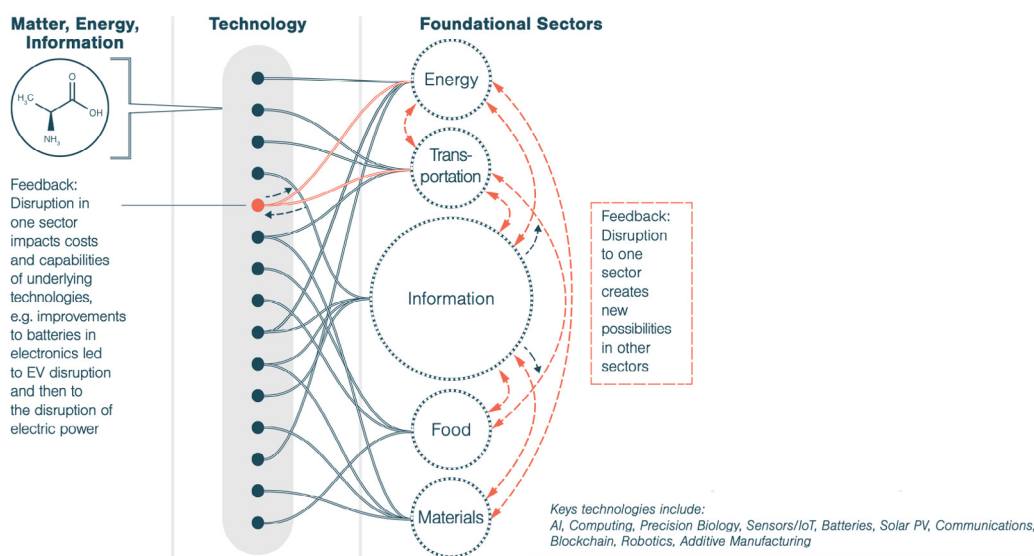 Matter, Energy,
Information
Technology
Foundational Sectors
H₃C
O
OH
NH₂
Feedback:
Disruption in
one sector
impacts costs
and capabilities
of underlying
technologies,
e.g. improvements
to batteries in
electronics led
to EV disruption
and then to
the disruption of
electric power
Energy
Trans-
portation
Information
Food
Materials
Feedback:
Disruption
to one
sector
creates
new
possibilities
in other
sectors
Keys technologies include:
AI, Computing, Precision Biology, Sensors/IoT, Batteries, Solar PV, Communications,
Blockchain, Robotics, Additive Manufacturing